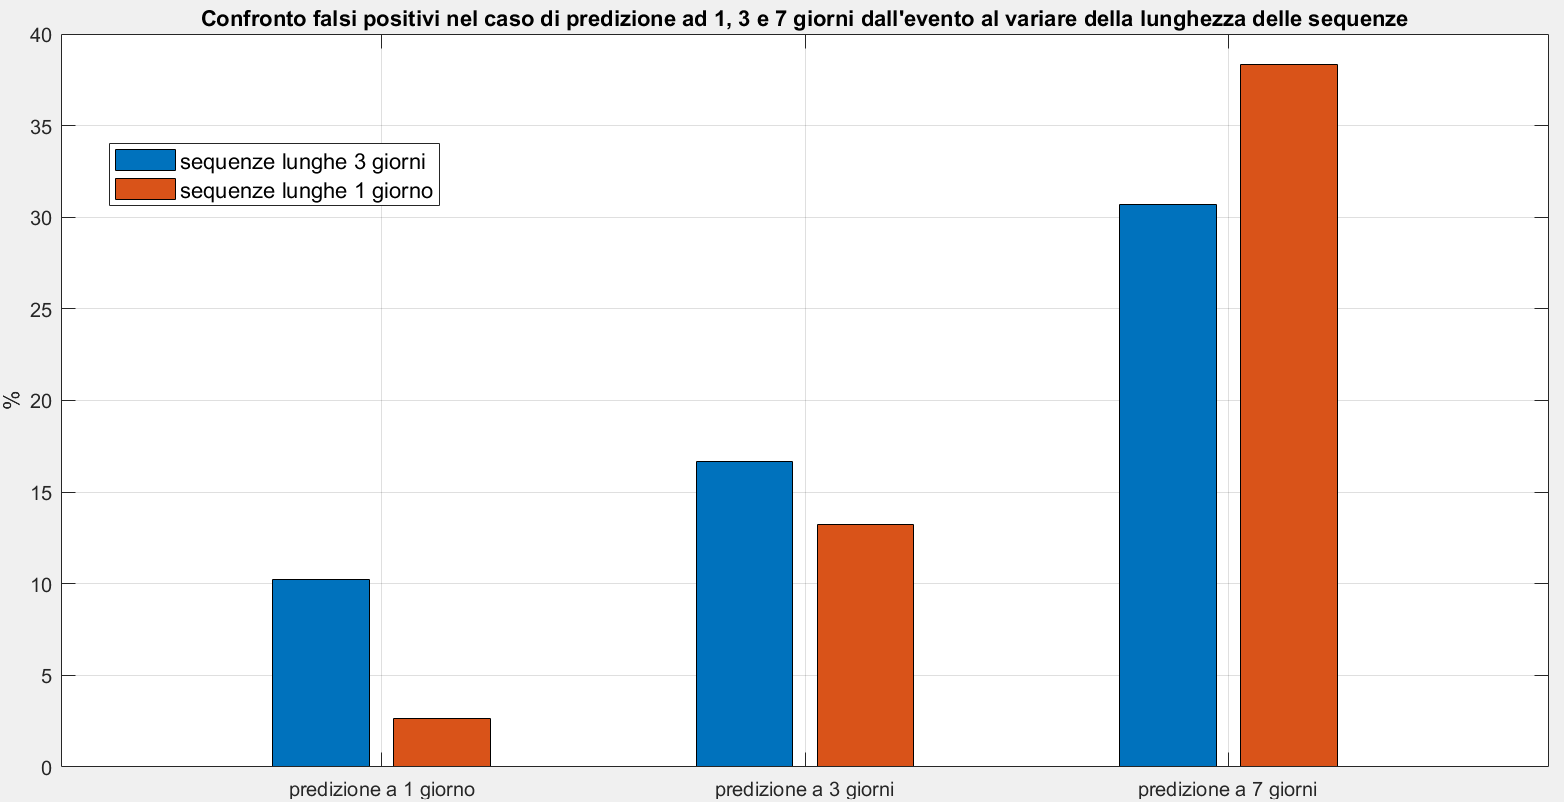 Confronto falsi positivi nel caso di predizione ad 1, 3 e 7 giorni dall'evento al variare della lunghezza delle sequenze
40
35
30
25
20
15
10
5
0
%
sequenze lunghe 3 giorni
sequenze lunghe 1 giorno
predizione a 1 giorno
predizione a 3 giorni
predizione a 7 giorni